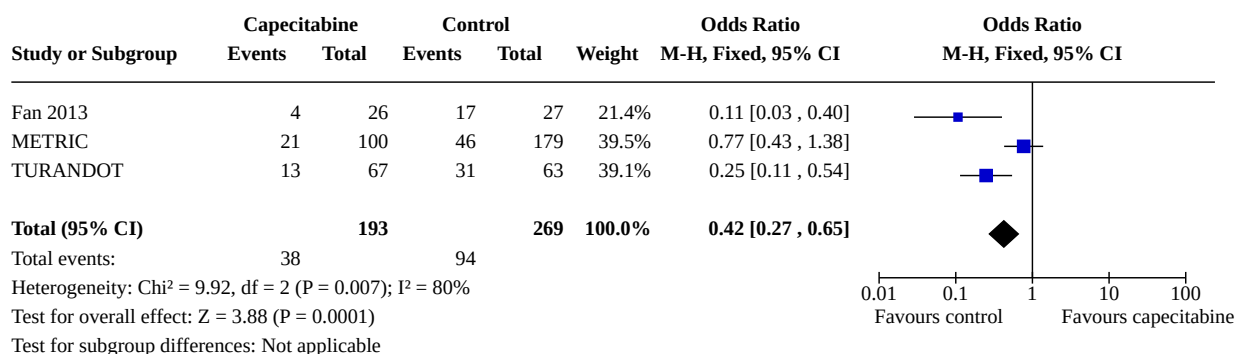 Capecitabine Control Odds Ratio Odds Ratio
Study or Subgroup Events Total Events Total Weight M-H, Fixed, 95% CI M-H, Fixed, 95% CI
Fan 2013 4 26 17 27 21.4% 0.11 [0.03 , 0.40]
METRIC 21 100 46 179 39.5% 0.77 [0.43 , 1.38]
TURANDOT 13 67 31 63 39.1% 0.25 [0.11 , 0.54]
Total (95% CI) 193 269 100.0% 0.42 [0.27 , 0.65]
Total events: 38 94
Heterogeneity: Chi² = 9.92, df = 2 (P = 0.007); I² = 80%
0.01 0.1 1 10 100
Test for overall effect: Z = 3.88 (P = 0.0001) Favours control Favours capecitabine
Test for subgroup differences: Not applicable